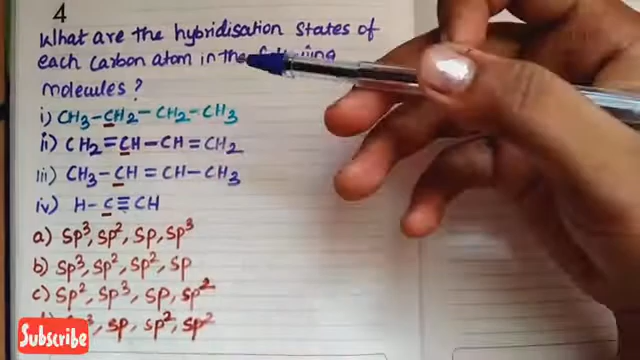 4
What are the hybridisation states of
each carbon atom in the
molecules ?
i) CH3-CH2-CH2-CH3
ii) CH2=CH-CH=CH2
iii) CH3-CH=CH-CH3
iv) H-C≡CH
a) sp³, sp², sp, sp³
b) sp³, sp², sp², sp
c) sp², sp³, sp, sp²
sp, sp², sp²
Subscribe